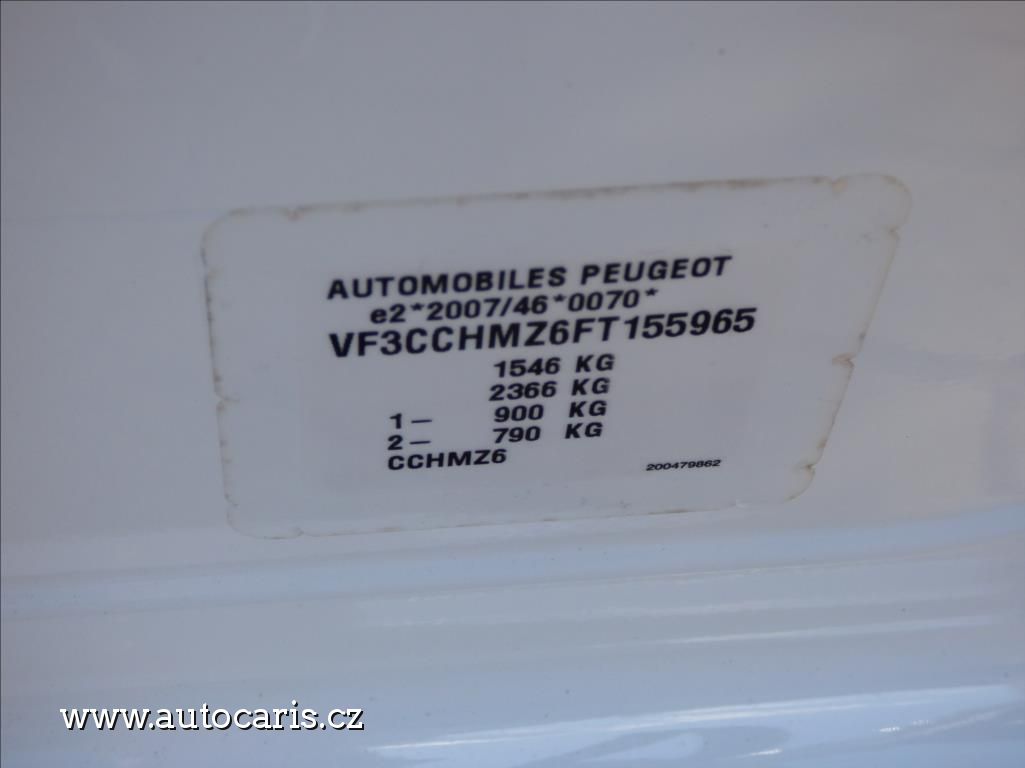 AUTOMOBILES PEUGEOT
e2*2007/46*0070*
VF3CCHMZ6FT155965
1546 KG
2366 KG
1– 900 KG
2– 790 KG
CCHMZ6 200479862
www.autocaris.cz